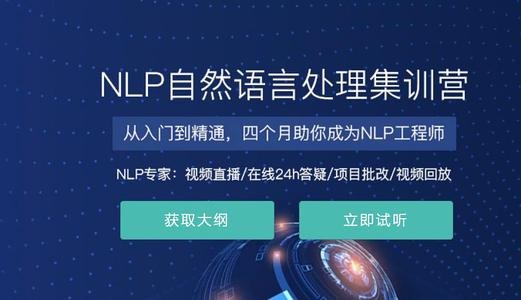 NLP自然语言处理集训营
从入门到精通，四个月助你成为NLP工程师
NLP专家：视频直播/在线24h答疑/项目批改/视频回放
获取大纲
立即试听